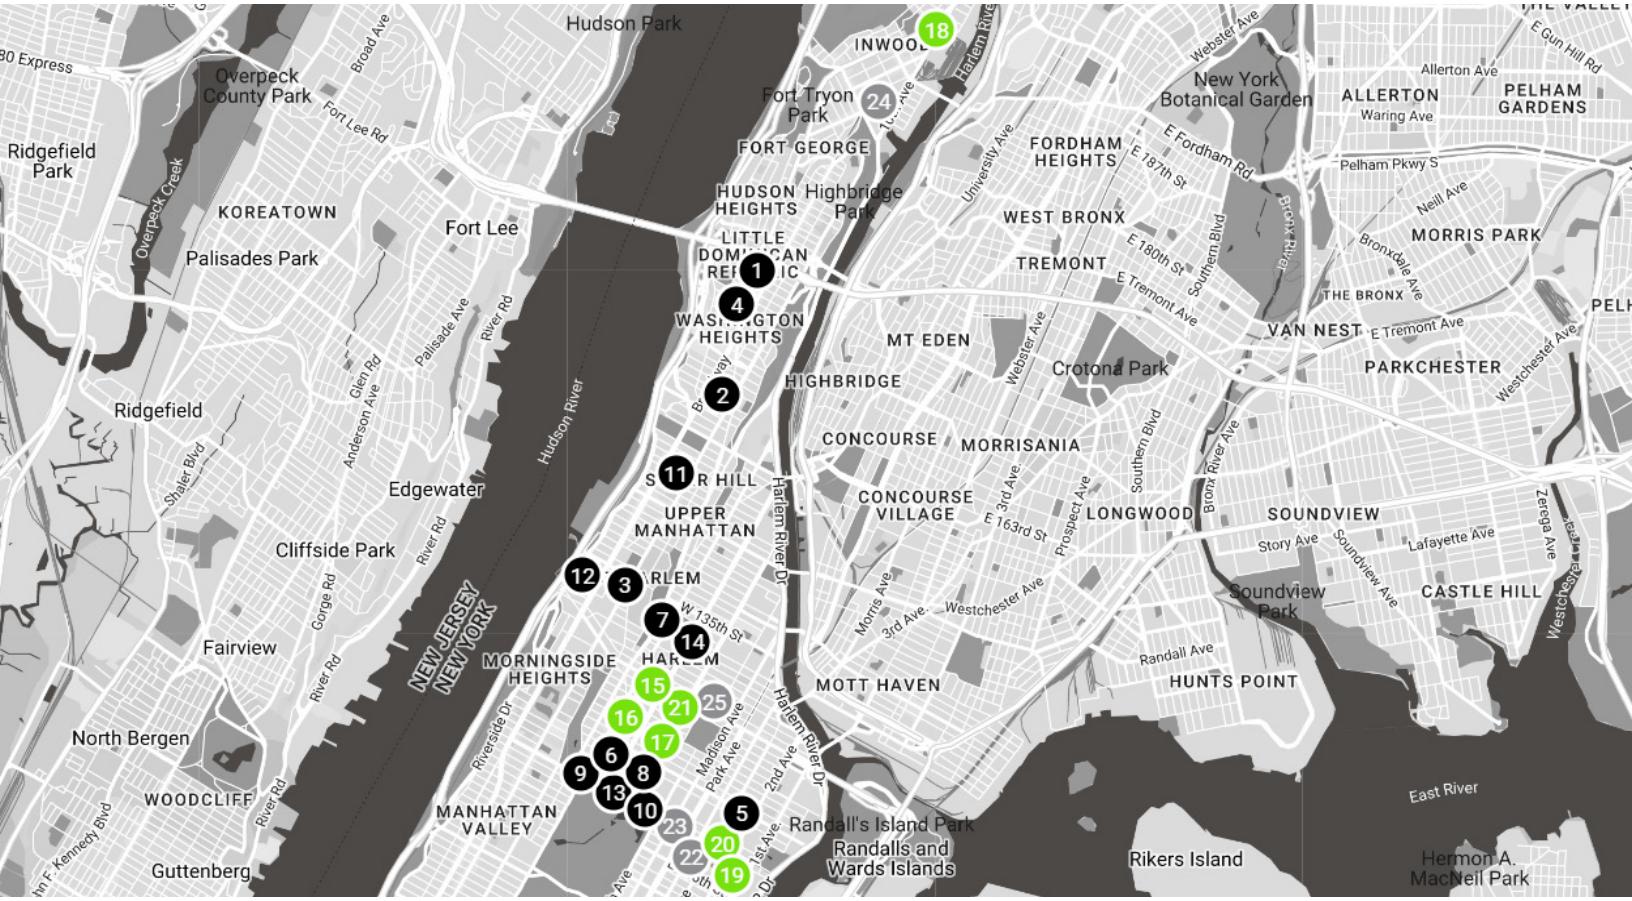 Hudson Park
THE VALLEY
INWOOD
18
Harlem River
Webster Ave
E Gun Hill Rd
80 Express
Broad Ave
Overpeck
County Park
Fort Lee Rd
Fort Tryon
Park
24
10th Ave
New York
Botanical Garden
Allerton Ave
ALLERTON
Waring Ave
PELHAM
GARDENS
Ridgefield
Park
FORT GEORGE
University Ave
FORDHAM
HEIGHTS
E Fordham Rd
E 187th St
Pelham Pkwy S
Overpeck Creek
KOREATOWN
Fort Lee
HUDSON
HEIGHTS
Highbridge
Park
WEST BRONX
Neill Ave
Palisades Park
LITTLE
DOMINICAN
REPUBLIC
1
E 180th St
Southern Blvd
Bronx River
MORRIS PARK
Bronxdale Ave
TREMONT
E Tremont Ave
THE BRONX
4
WASHINGTON
HEIGHTS
Palisade Ave
River Rd
MT EDEN
Webster Ave
VAN NEST
E Tremont Ave
Westchester Ave
Crotona Park
PARKCHESTER
Glen Rd
Anderson Ave
Hudson River
2
HIGHBRIDGE
Ridgefield
Shaler Blvd
CONCOURSE
MORRISANIA
Southern Blvd
Bronx River Ave
Edgewater
11
UPPER
MANHATTAN
Harlem River Dr
CONCOURSE
VILLAGE
3rd Ave
E 163rd St
Prospect Ave
LONGWOOD
SOUNDVIEW
Zerega Ave
Cliffside Park
River Rd
Story Ave
Soundview Ave
Lafayette Ave
12
3
Gorge Rd
Morris Ave
3rd Ave
Westchester Ave
Soundview
Park
CASTLE HILL
NEW JERSEY
NEW YORK
7
W 135th St
14
HARLEM
Fairview
River Rd
MORNINGSIDE
HEIGHTS
Randall Ave
HUNTS POINT
15
21
25
16
17
MOTT HAVEN
Harlem River Dr
North Bergen
Riverside Dr
Madison Ave
Park Ave
2nd Ave
6
9
8
13
10
WOODCLIFF
River Rd
MANHATTAN
VALLEY
5
23
20
22
19
1st Ave
Randall's Island Park
Randalls and
Wards Islands
East River
Rikers Island
Hermon A.
MacNeil Park
Guttenberg